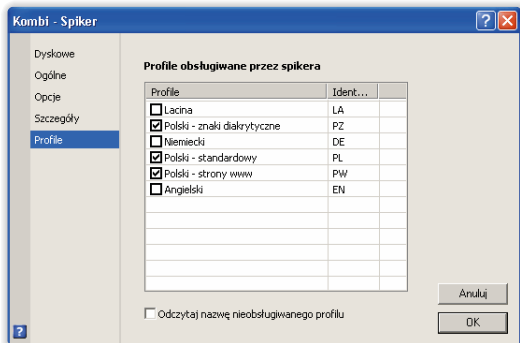 Kombi - Spiker
Dyskowe
Ogólne
Opcje
Szczegóły
Profile
Profile obsługiwane przez spikera
Profile Ident...
Lacina LA
Polski - znaki diakrytyczne PZ
Niemiecki DE
Polski - standardowy PL
Polski - strony www PW
Angielski EN
Odczytaj nazwę nieobsługiwanego profilu
Anuluj
OK